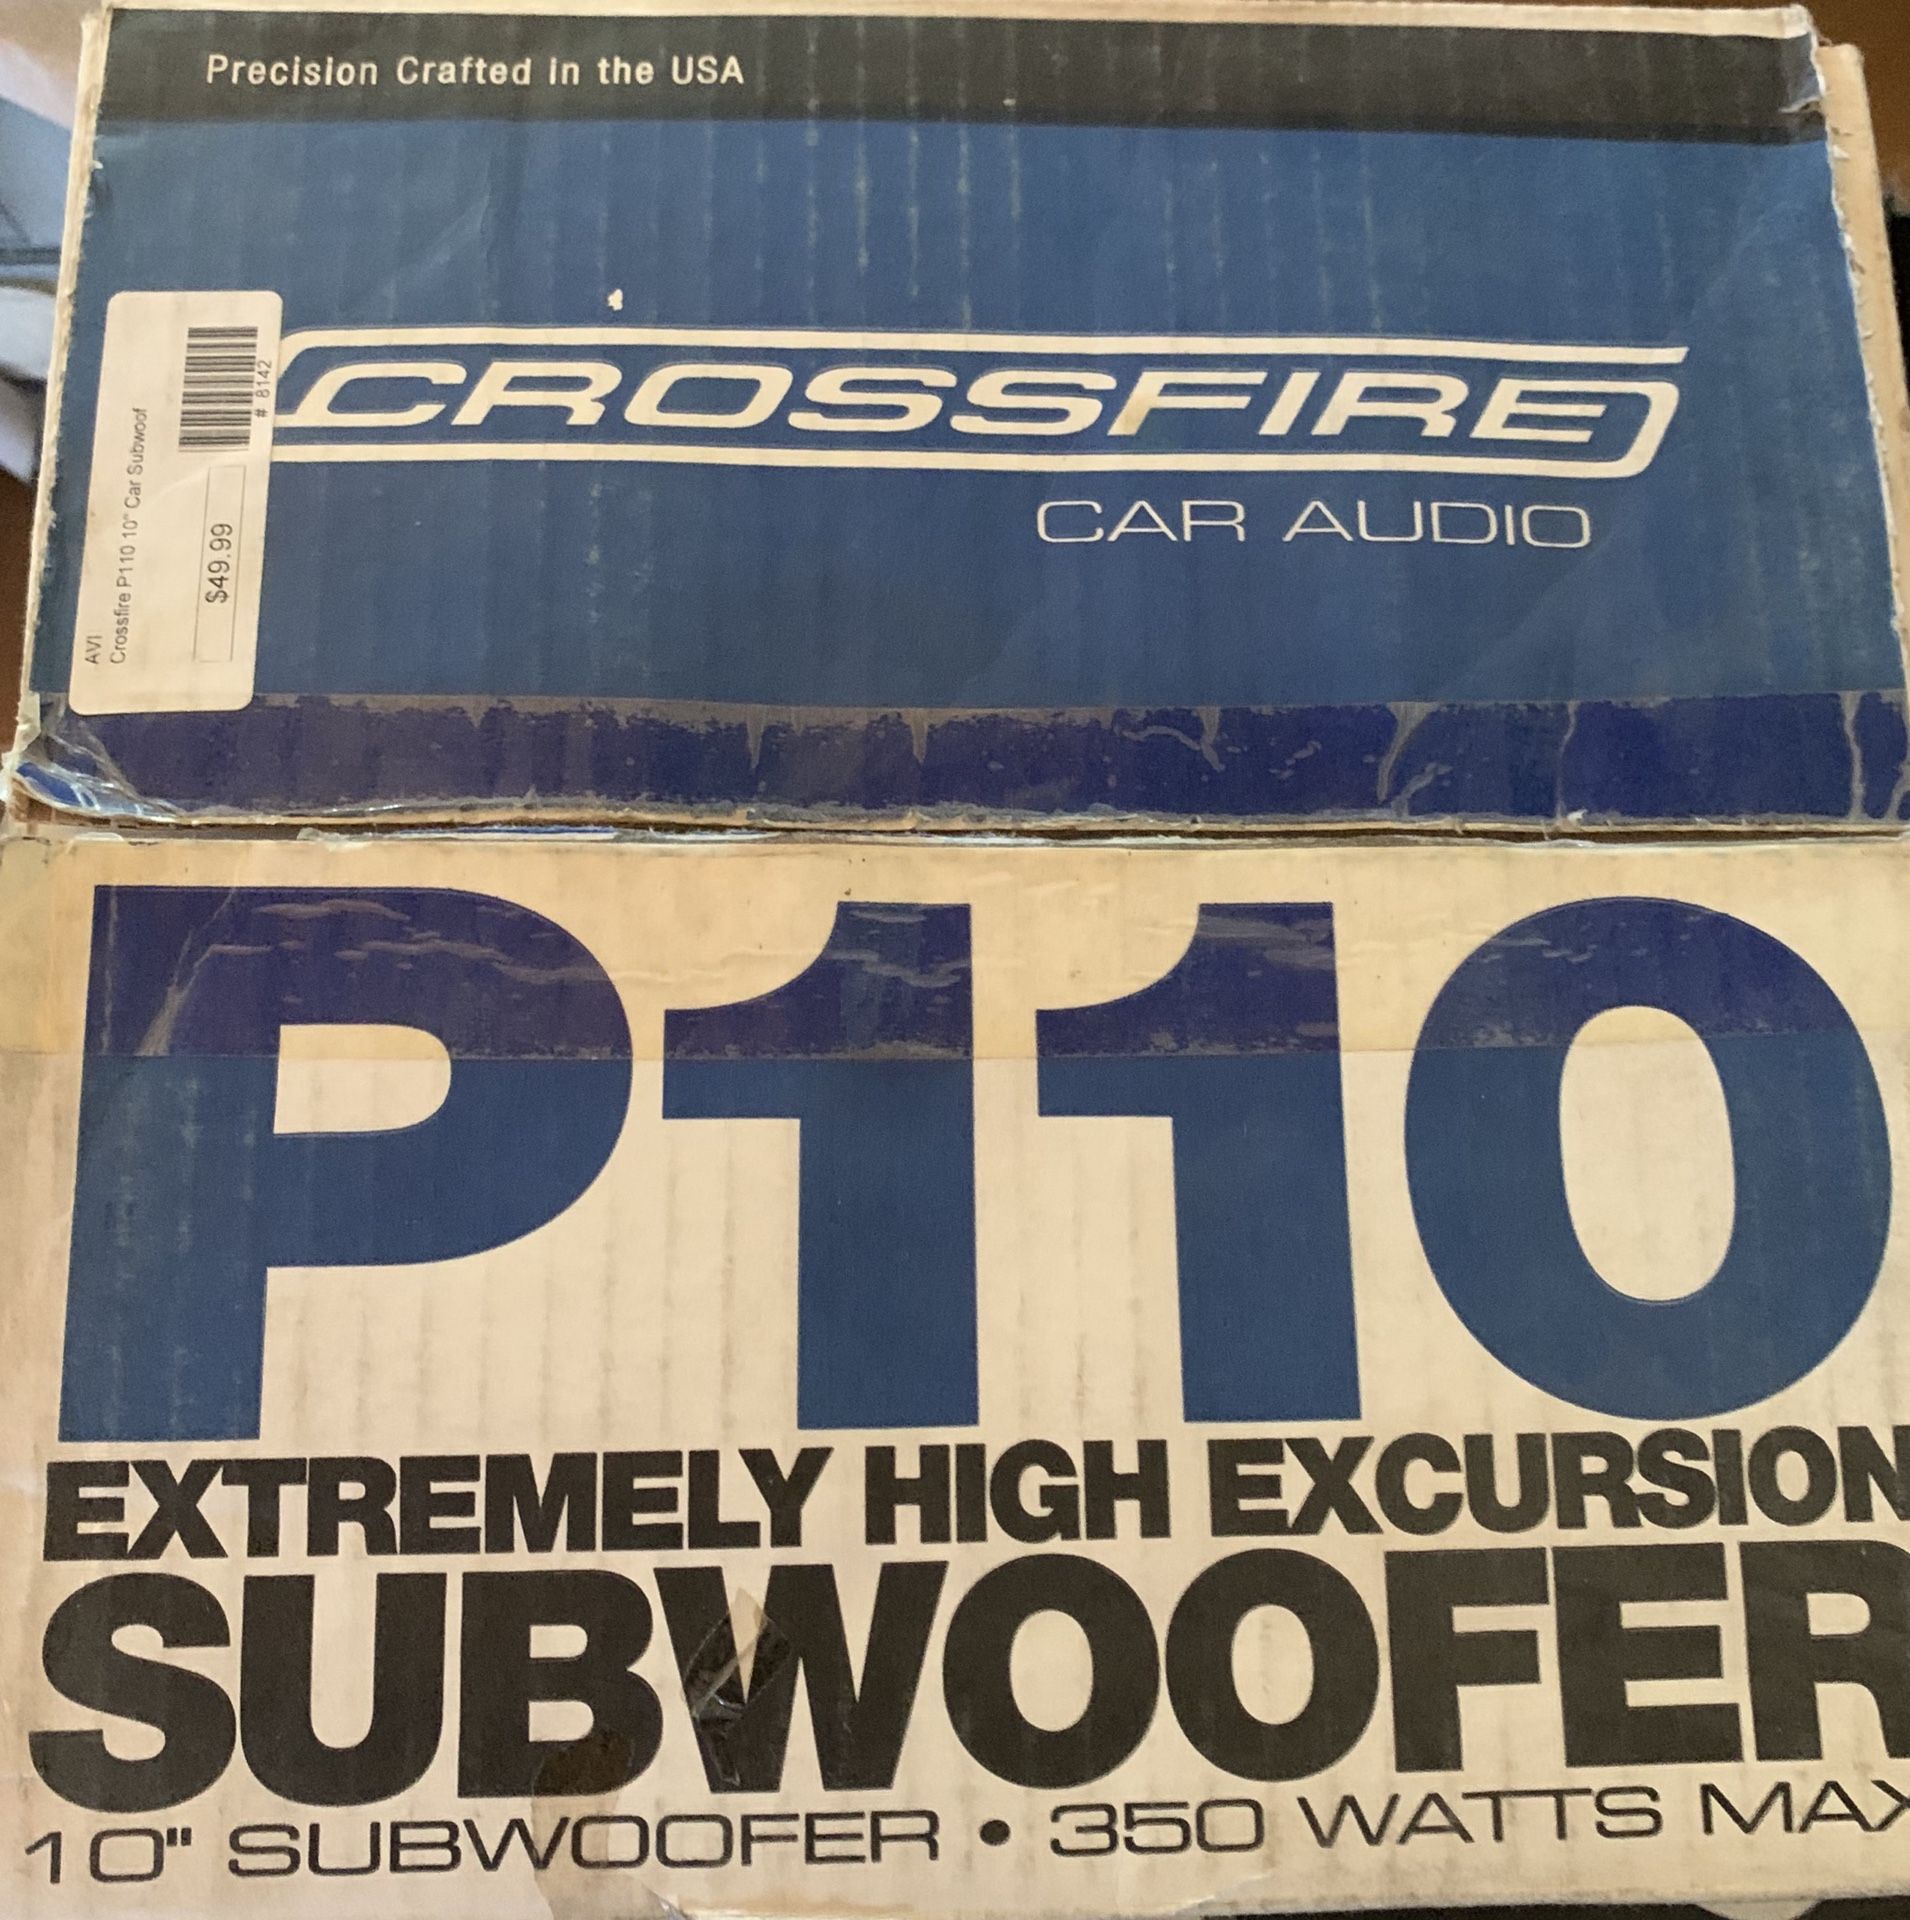 Precision Crafted in the USA
AVI
Crossfire P110 10" Car Subwoof
$49.99
# 8142
CROSSFIRE
CAR AUDIO
P110
EXTREMELY HIGH EXCURSION
SUBWOOFER
10" SUBWOOFER • 350 WATTS MAX